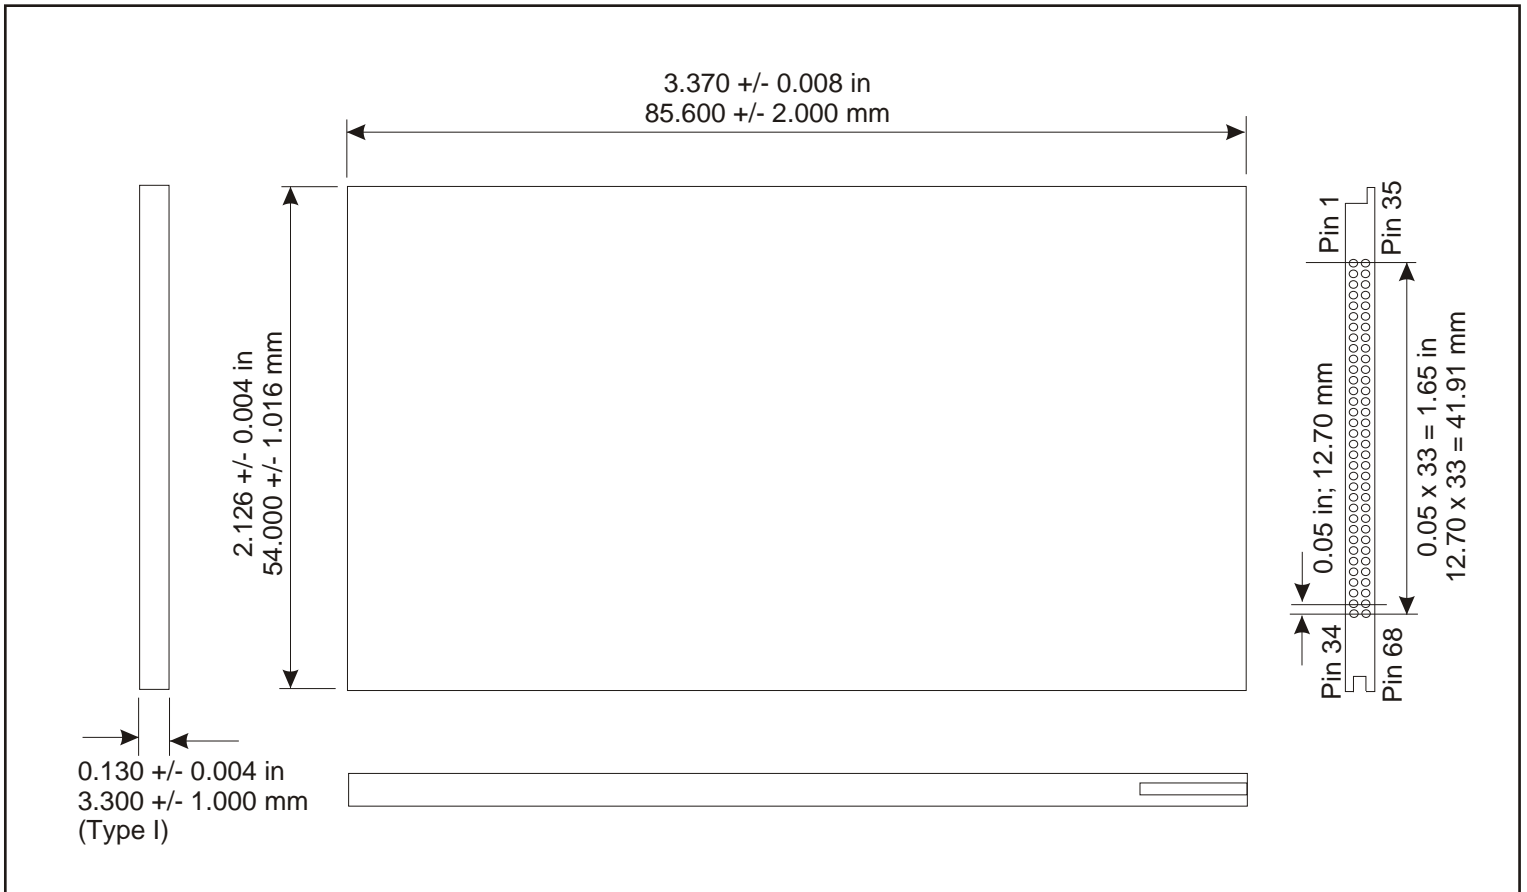 3.370 +/- 0.008 in
85.600 +/- 2.000 mm
2.126 +/- 0.004 in
54.000 +/- 1.016 mm
0.130 +/- 0.004 in
3.300 +/- 1.000 mm
(Type I)
Pin 1
Pin 35
0.05 in; 12.70 mm
0.05 x 33 = 1.65 in
12.70 x 33 = 41.91 mm
Pin 34
Pin 68